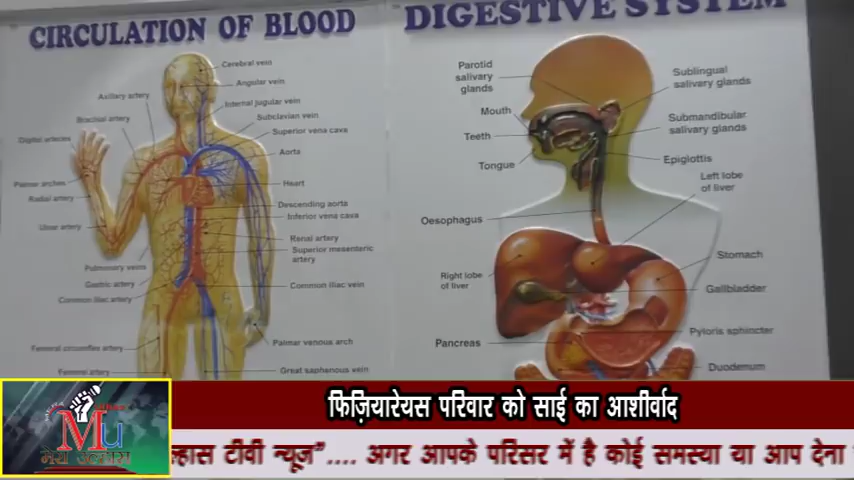 CIRCULATION OF BLOOD
Cerebral vein
Angular vein
Axillary artery
Internal jugular vein
Brachial artery
Subclavian vein
Superior vena cava
Digital arteries
Aorta
Palmar arches
Heart
Radial artery
Descending aorta
Inferior vena cava
Ulnar artery
Renal artery
Superior mesenteric
artery
Pulmonary veins
Gastric artery
Common iliac vein
Common iliac artery
Femoral circumflex artery
Palmar venous arch
Femoral artery
Great saphenous vein
DIGESTIVE SYSTEM
Parotid
salivary
glands
Sublingual
salivary glands
Mouth
Submandibular
salivary glands
Teeth
Epiglottis
Tongue
Left lobe
of liver
Oesophagus
Stomach
Right lobe
of liver
Gallbladder
Pyloris sphincter
Pancreas
Duodenum
Mu
फिज़ियारेयस परिवार को साई का आशीर्वाद
ल्हास टीवी न्यूज”.... अगर आपके परिसर में है कोई समस्या या आप देना